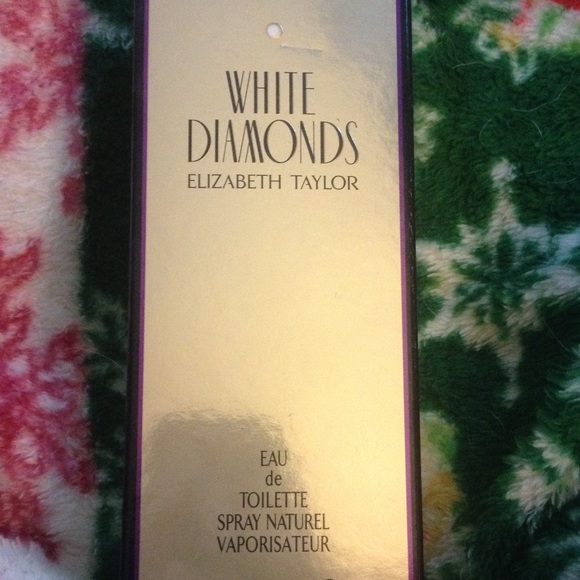 WHITE
DIAMONDS
ELIZABETH TAYLOR
EAU
de
TOILETTE
SPRAY NATUREL
VAPORISATEUR